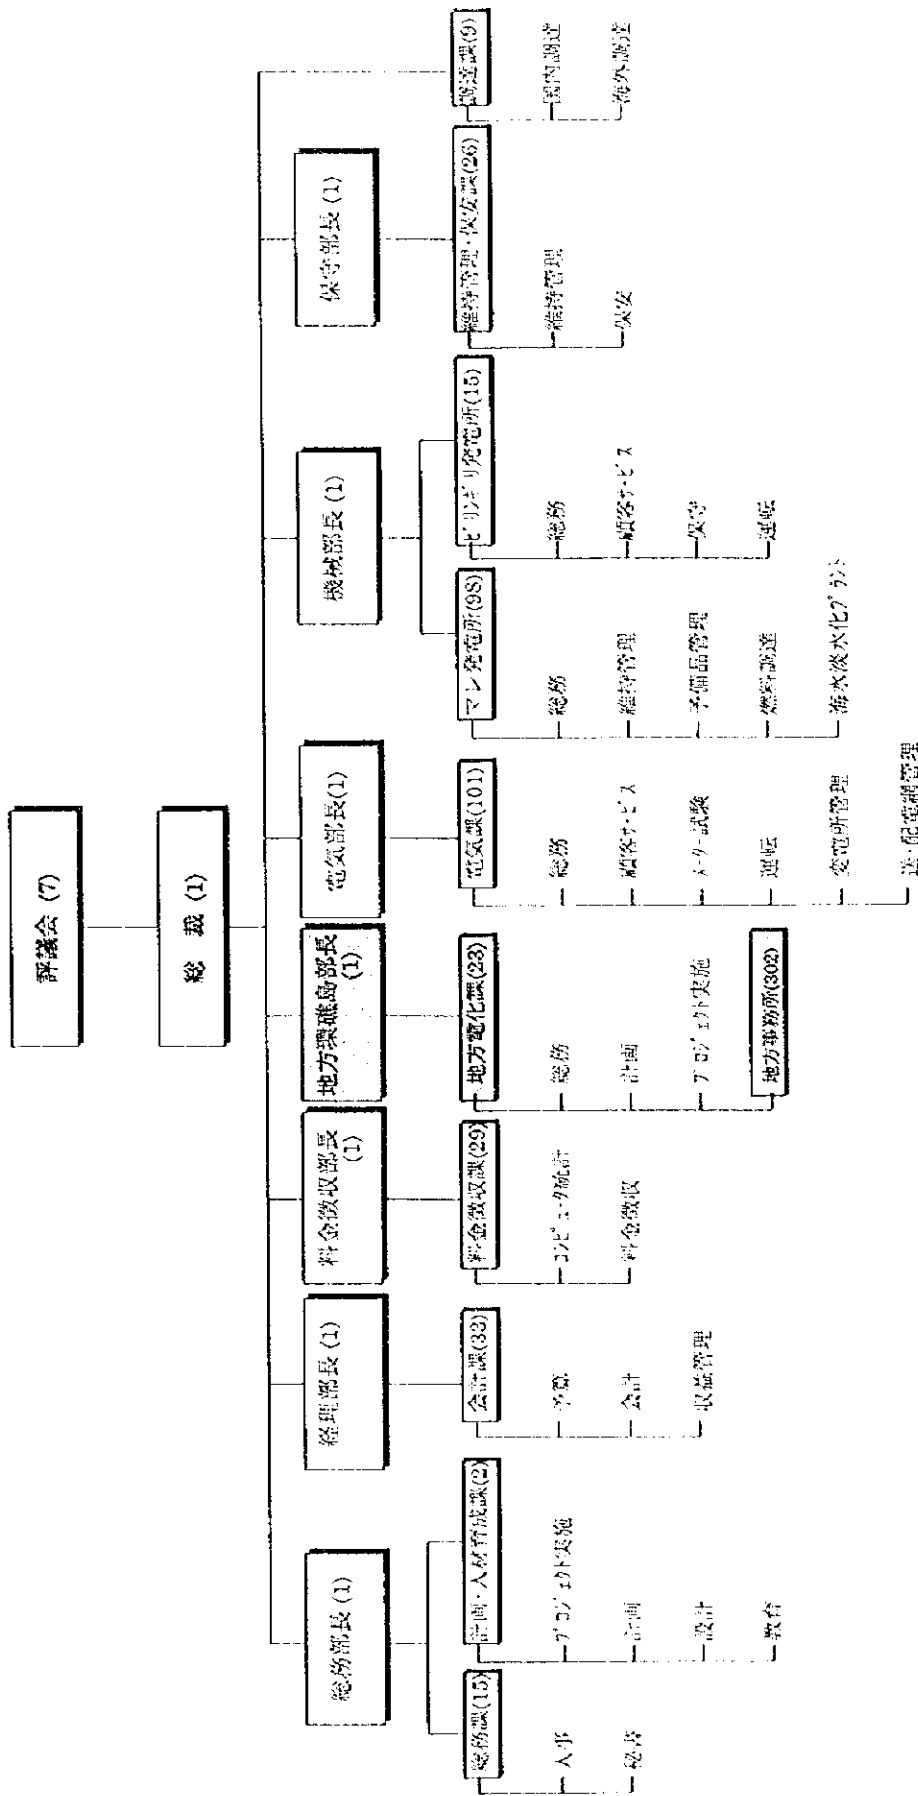 評議会 (7)
総 裁 (1)
総務部長 (1)
経理部長 (1)
料金徴収部長
(1)
地方環礁島部長
(1)
電気部長(1)
機械部長 (1)
保守部長 (1)
総務課(15)
人事
秘書
計画・人材育成課(2)
プロジェクト実施
計画
設計
教育
会計課(33)
予算
会計
収益管理
料金徴収課(29)
コンピュータ統計
料金徴収
地方電化課(23)
総務
計画
プロジェクト実施
地方事務所(302)
電気課(101)
総務
顧客サービス
メーター試験
運転
変電所管理
送・配電網管理
マレ発電所(98)
総務
維持管理
予備品管理
燃料調達
海水淡水化プラント
ビリンギリ発電所(15)
総務
顧客サービス
保守
運転
維持管理・保安課(26)
維持管理
保安
調達課(9)
国内調達
海外調達